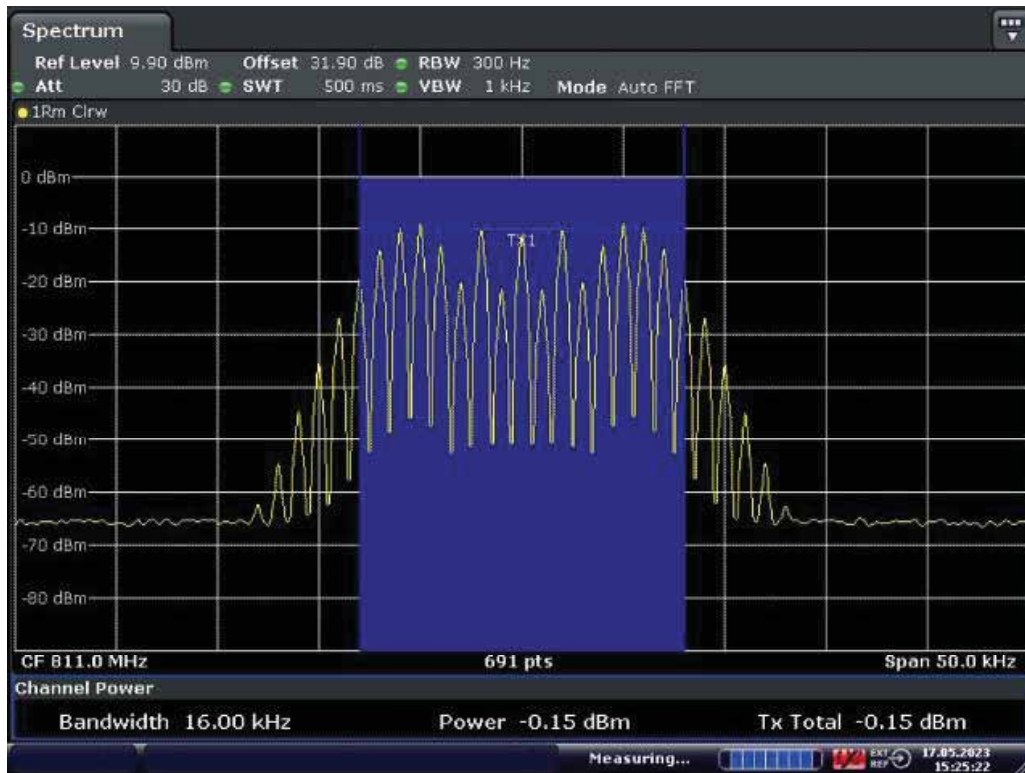 Spectrum
Ref Level 9.90 dBm Offset 31.90 dB RBW 300 Hz
Att 30 dB SWT 500 ms VBW 1 kHz Mode Auto FFT
1Rm Clrw
0 dBm
-10 dBm
TX1
-20 dBm
-30 dBm
-40 dBm
-50 dBm
-60 dBm
-70 dBm
-80 dBm
CF 811.0 MHz 691 pts Span 50.0 kHz
Channel Power
Bandwidth 16.00 kHz Power -0.15 dBm Tx Total -0.15 dBm
Measuring... EXT REF 17.05.2023
15:25:22